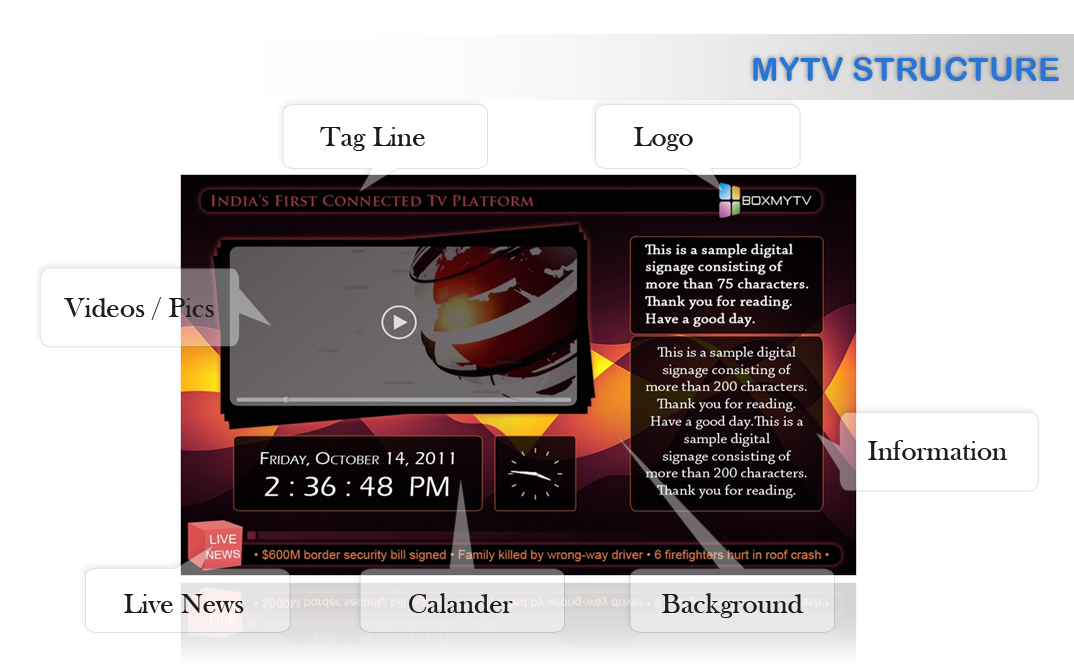 MYTV STRUCTURE
Tag Line
Logo
INDIA'S FIRST CONNECTED TV PLATFORM
BOXMYTV
This is a sample digital
signage consisting of
more than 75 characters.
Thank you for reading.
Have a good day.
Videos / Pics
This is a sample digital
signage consisting of
more than 200 characters.
Thank you for reading.
Have a good day.This is a
sample digital
signage consisting of
more than 200 characters.
Thank you for reading.
Information
FRIDAY, OCTOBER 14, 2011
2 : 36 : 48 PM
LIVE
NEWS
• $600M border security bill signed • Family killed by wrong-way driver • 6 firefighters hurt in roof crash •
Live News
Calander
Background